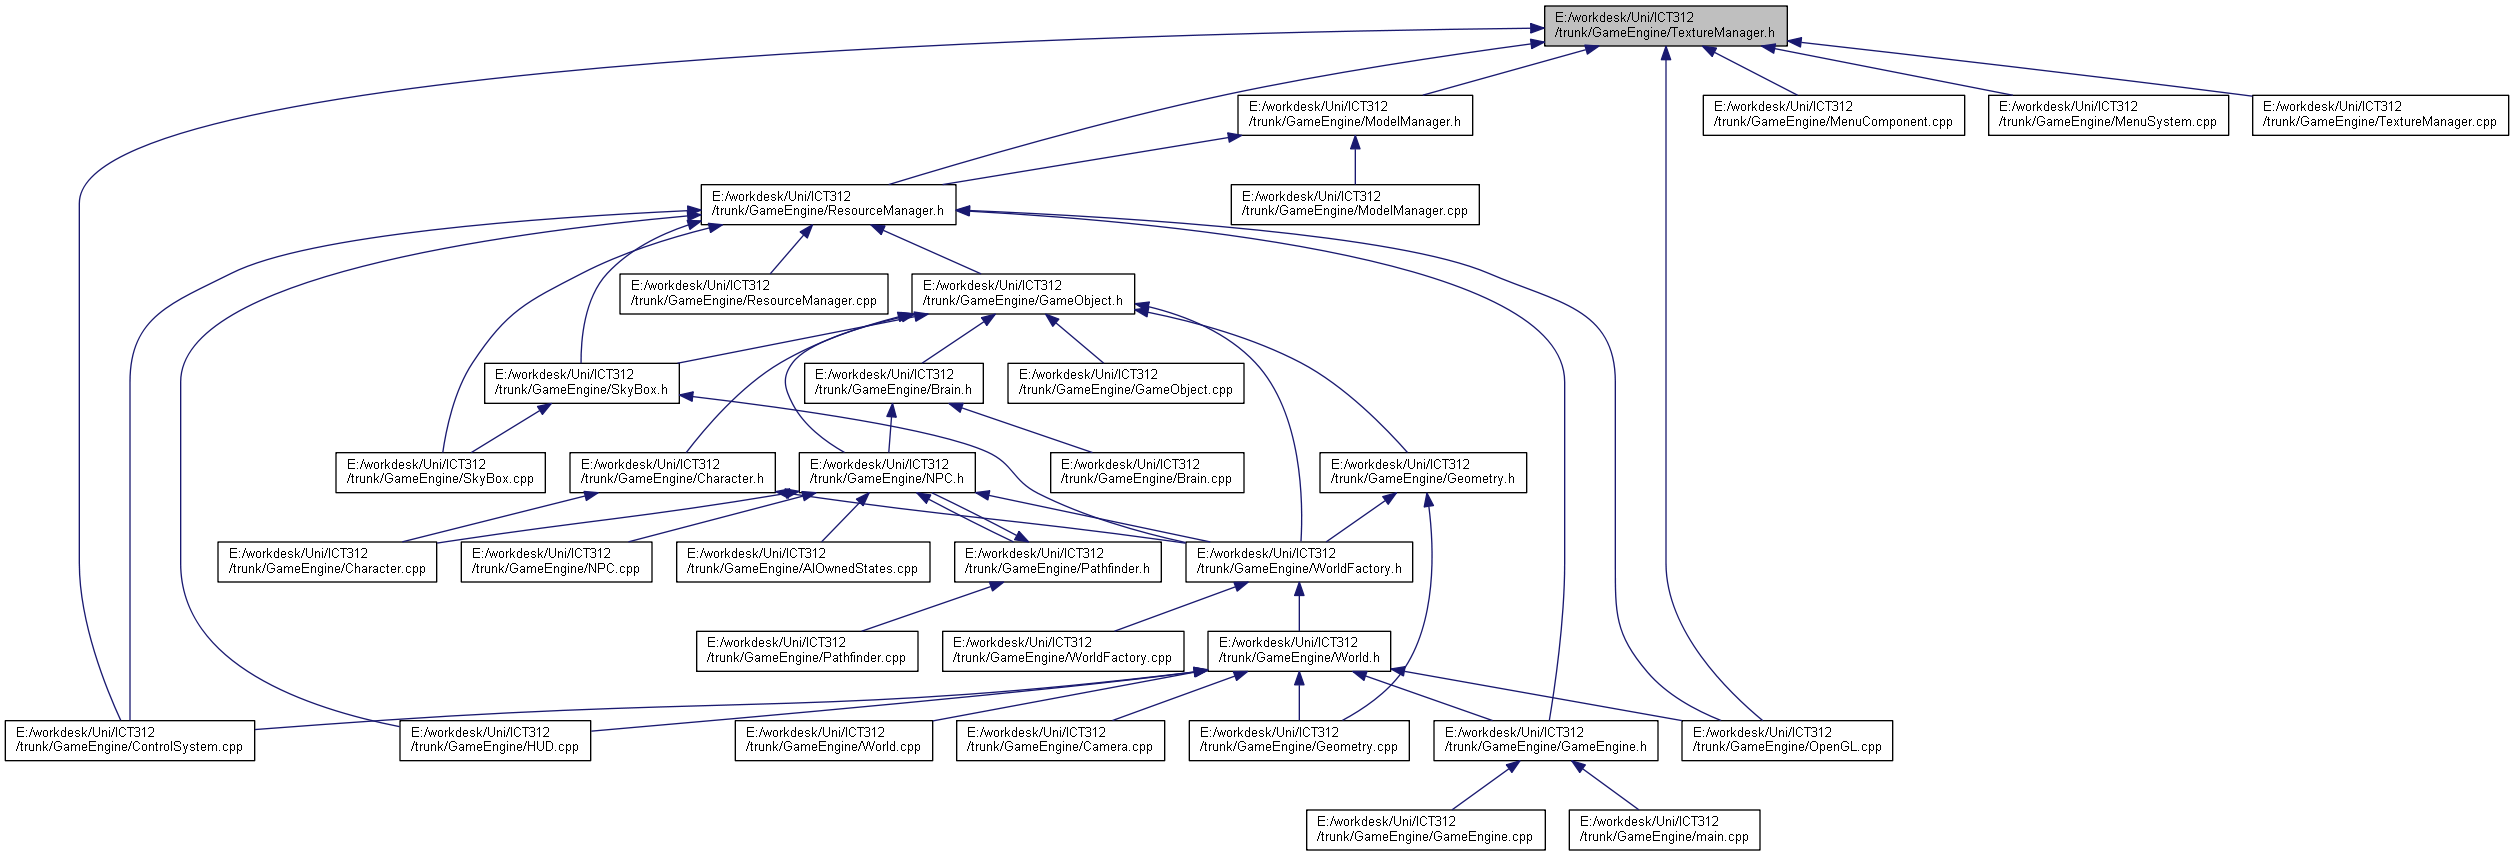 E:/workdesk/Uni/ICT312
/trunk/GameEngine/TextureManager.h
E:/workdesk/Uni/ICT312
/trunk/GameEngine/ModelManager.h
E:/workdesk/Uni/ICT312
/trunk/GameEngine/MenuComponent.cpp
E:/workdesk/Uni/ICT312
/trunk/GameEngine/MenuSystem.cpp
E:/workdesk/Uni/ICT312
/trunk/GameEngine/TextureManager.cpp
E:/workdesk/Uni/ICT312
/trunk/GameEngine/ResourceManager.h
E:/workdesk/Uni/ICT312
/trunk/GameEngine/ModelManager.cpp
E:/workdesk/Uni/ICT312
/trunk/GameEngine/ResourceManager.cpp
E:/workdesk/Uni/ICT312
/trunk/GameEngine/GameObject.h
E:/workdesk/Uni/ICT312
/trunk/GameEngine/SkyBox.h
E:/workdesk/Uni/ICT312
/trunk/GameEngine/Brain.h
E:/workdesk/Uni/ICT312
/trunk/GameEngine/GameObject.cpp
E:/workdesk/Uni/ICT312
/trunk/GameEngine/SkyBox.cpp
E:/workdesk/Uni/ICT312
/trunk/GameEngine/Character.h
E:/workdesk/Uni/ICT312
/trunk/GameEngine/NPC.h
E:/workdesk/Uni/ICT312
/trunk/GameEngine/Brain.cpp
E:/workdesk/Uni/ICT312
/trunk/GameEngine/Geometry.h
E:/workdesk/Uni/ICT312
/trunk/GameEngine/Character.cpp
E:/workdesk/Uni/ICT312
/trunk/GameEngine/NPC.cpp
E:/workdesk/Uni/ICT312
/trunk/GameEngine/AIOwnedStates.cpp
E:/workdesk/Uni/ICT312
/trunk/GameEngine/Pathfinder.h
E:/workdesk/Uni/ICT312
/trunk/GameEngine/WorldFactory.h
E:/workdesk/Uni/ICT312
/trunk/GameEngine/Pathfinder.cpp
E:/workdesk/Uni/ICT312
/trunk/GameEngine/WorldFactory.cpp
E:/workdesk/Uni/ICT312
/trunk/GameEngine/World.h
E:/workdesk/Uni/ICT312
/trunk/GameEngine/ControlSystem.cpp
E:/workdesk/Uni/ICT312
/trunk/GameEngine/HUD.cpp
E:/workdesk/Uni/ICT312
/trunk/GameEngine/World.cpp
E:/workdesk/Uni/ICT312
/trunk/GameEngine/Camera.cpp
E:/workdesk/Uni/ICT312
/trunk/GameEngine/Geometry.cpp
E:/workdesk/Uni/ICT312
/trunk/GameEngine/GameEngine.h
E:/workdesk/Uni/ICT312
/trunk/GameEngine/OpenGL.cpp
E:/workdesk/Uni/ICT312
/trunk/GameEngine/GameEngine.cpp
E:/workdesk/Uni/ICT312
/trunk/GameEngine/main.cpp